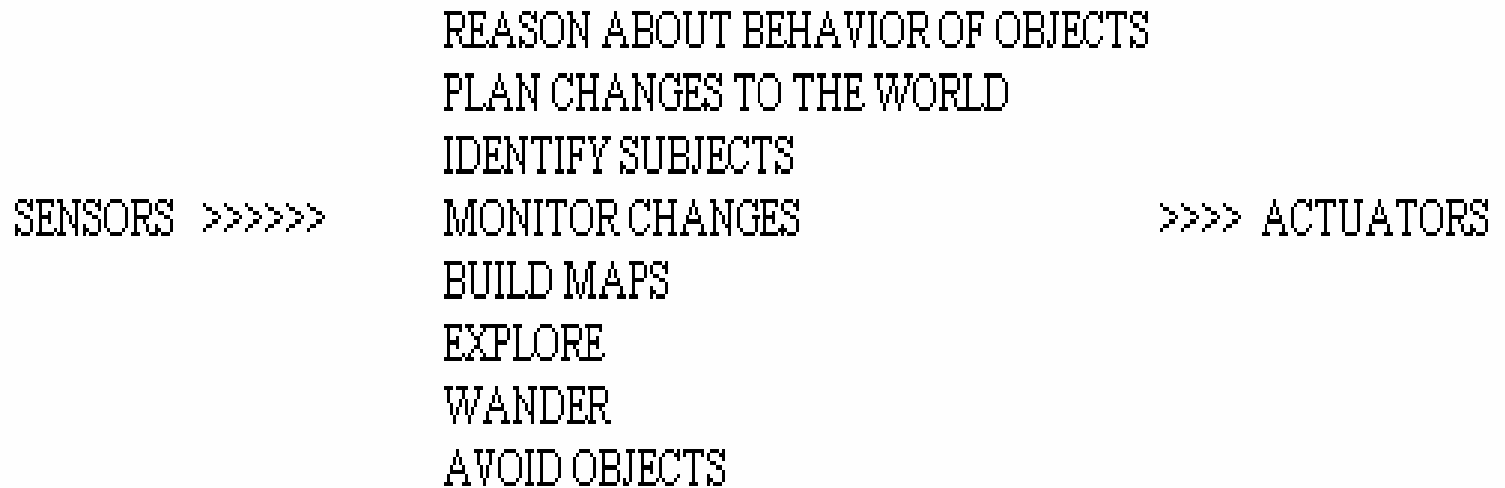 REASON ABOUT BEHAVIOR OF OBJECTS
PLAN CHANGES TO THE WORLD
IDENTIFY SUBJECTS
SENSORS >>>>>> MONITOR CHANGES >>>> ACTUATORS
BUILD MAPS
EXPLORE
WANDER
AVOID OBJECTS